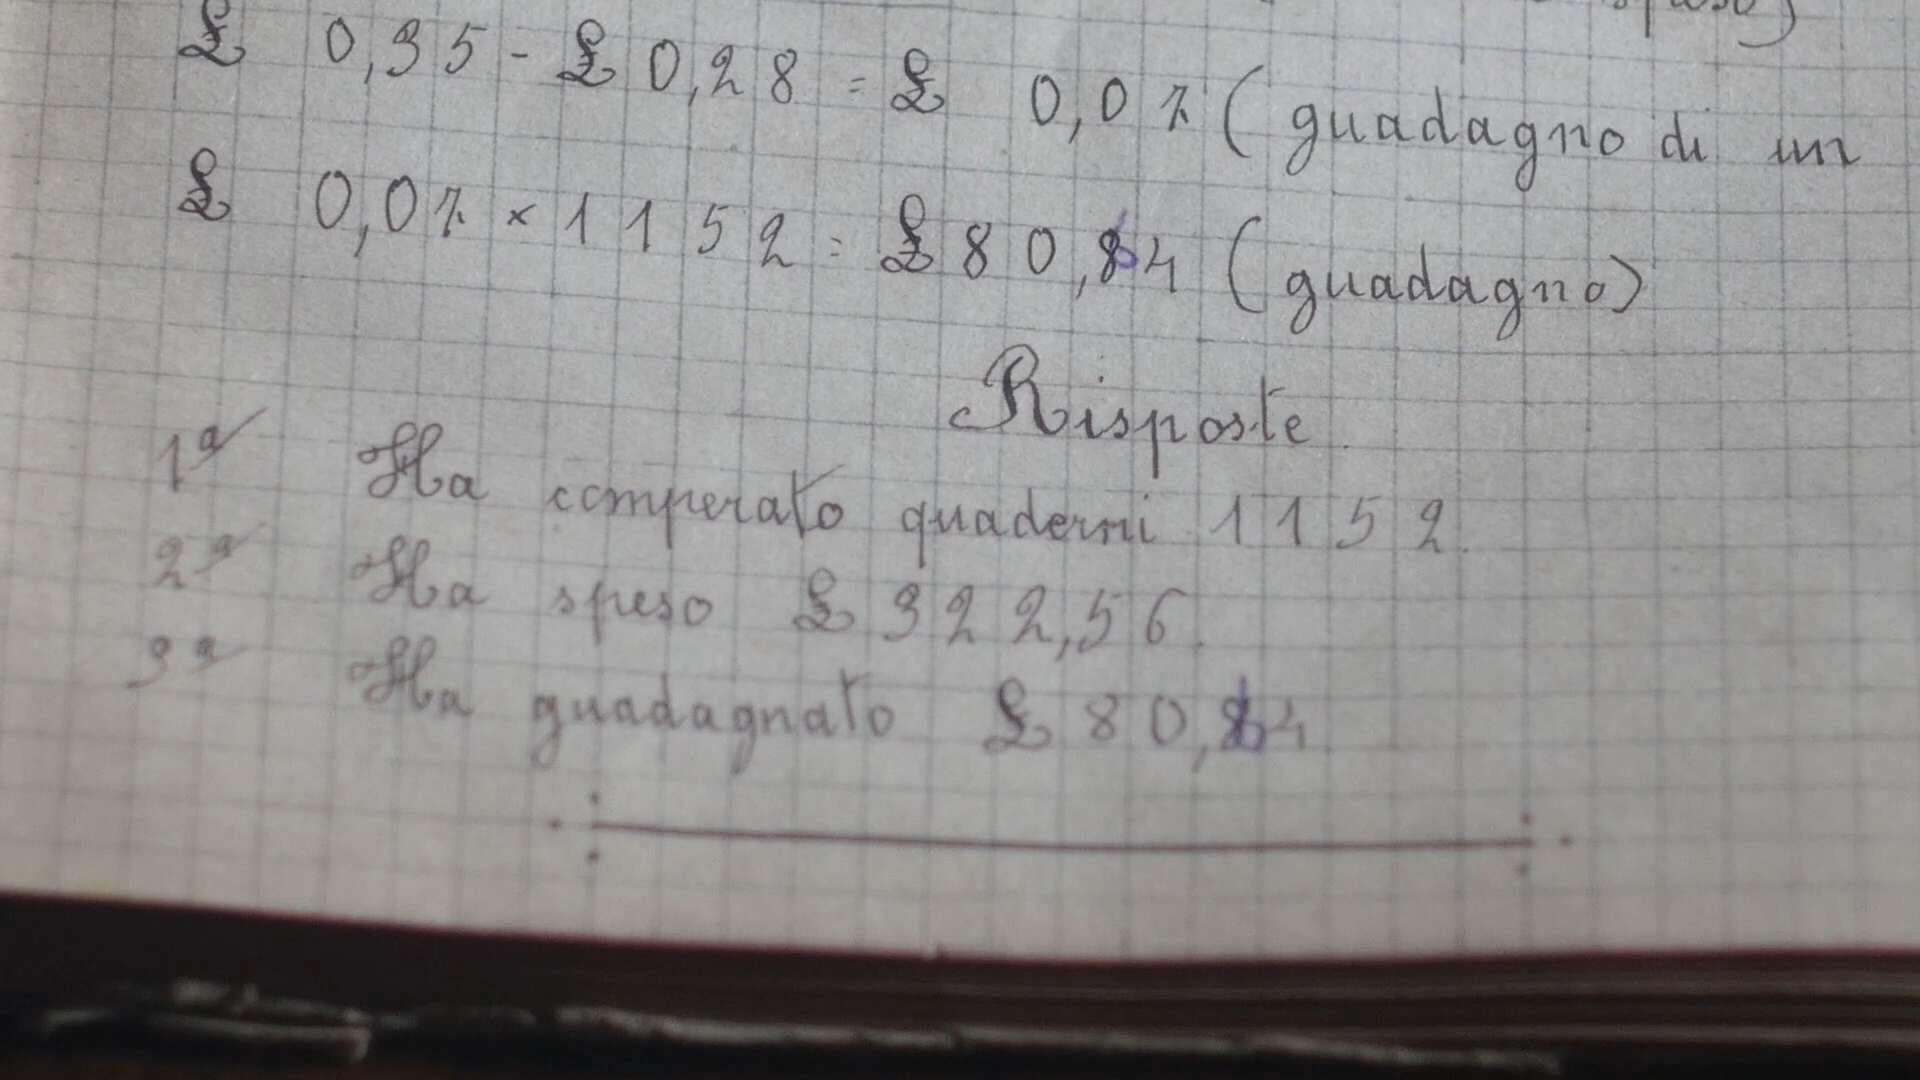 speso)
£ 0,35 - £ 0,28 = £ 0,07 (guadagno di un
£ 0,07 × 1152 = £ 80,64 (guadagno)
Risposte
1ª Ha comperato quaderni 1152.
2ª Ha speso £ 322,56.
3ª Ha guadagnato £ 80,64